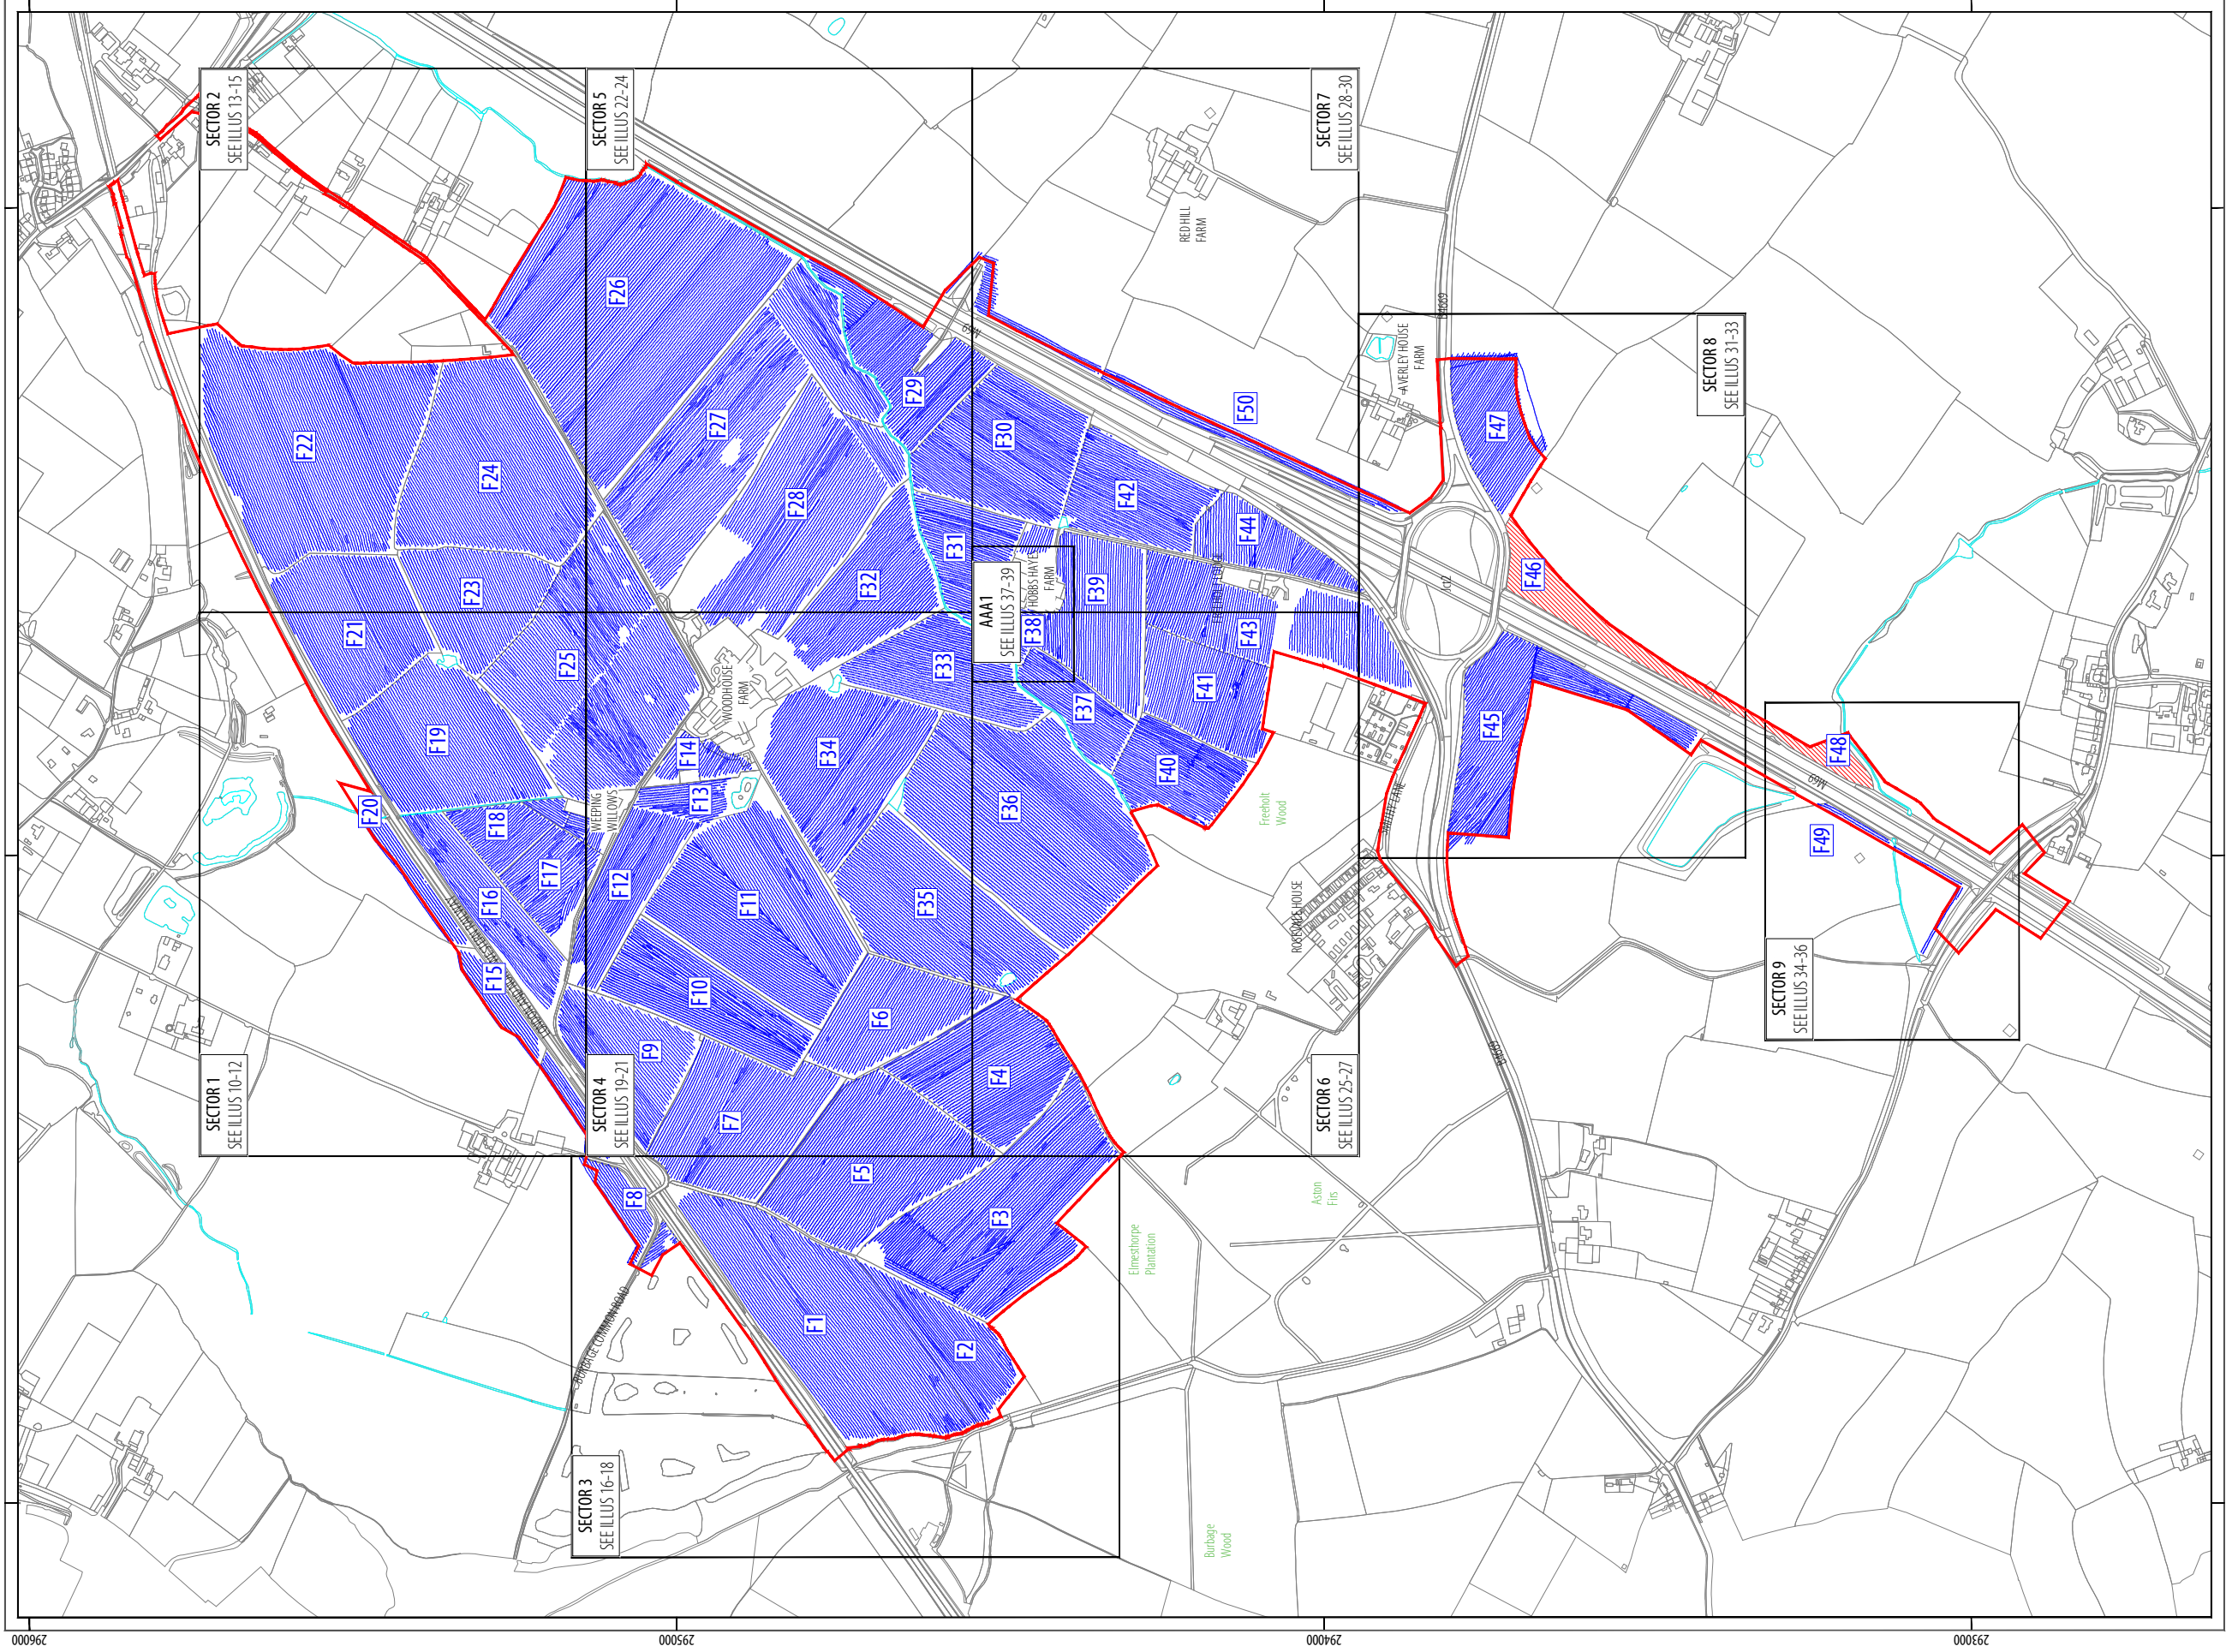 SECTOR 1
SEE ILLUS 10-12
SECTOR 2
SEE ILLUS 13-15
SECTOR 3
SEE ILLUS 16-18
SECTOR 4
SEE ILLUS 19-21
SECTOR 5
SEE ILLUS 22-24
SECTOR 6
SEE ILLUS 25-27
SECTOR 7
SEE ILLUS 28-30
SECTOR 8
SEE ILLUS 31-33
SECTOR 9
SEE ILLUS 34-36
AAA1
SEE ILLUS 37-39
F1
F2
F3
F4
F5
F6
F7
F8
F9
F10
F11
F12
F13
F14
F15
F16
F17
F18
F19
F20
F21
F22
F23
F24
F25
F26
F27
F28
F29
F30
F31
F32
F33
F34
F35
F36
F37
F38
F39
F40
F41
F42
F43
F44
F45
F46
F47
F48
F49
F50
WOODHOUSE
FARM
WEEPING
WILLOWS
HOBBS HAYES
FARM
RED HILL
FARM
AVERLEY HOUSE
FARM
ROSEVALE HOUSE
BURBAGE COMMON ROAD
SMITHY LANE
Freeholt
Wood
Aston
Firs
Elmesthorpe
Plantation
Burbage
Wood
M69
M69
Jct2
B4669
B4669
296000
295000
294000
293000